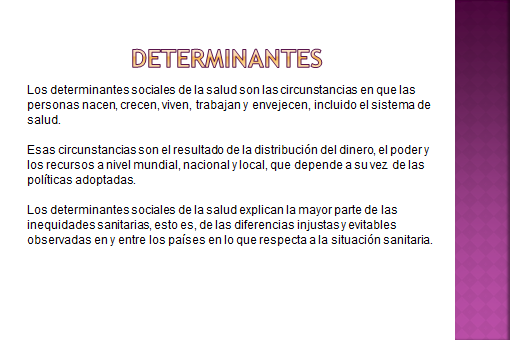 DETERMINANTES
Los determinantes sociales de la salud son las circunstancias en que las
personas nacen, crecen, viven, trabajan y envejecen, incluido el sistema de
salud.
Esas circunstancias son el resultado de la distribución del dinero, el poder y
los recursos a nivel mundial, nacional y local, que depende a su vez de las
políticas adoptadas.
Los determinantes sociales de la salud explican la mayor parte de las
inequidades sanitarias, esto es, de las diferencias injustas y evitables
observadas en y entre los países en lo que respecta a la situación sanitaria.